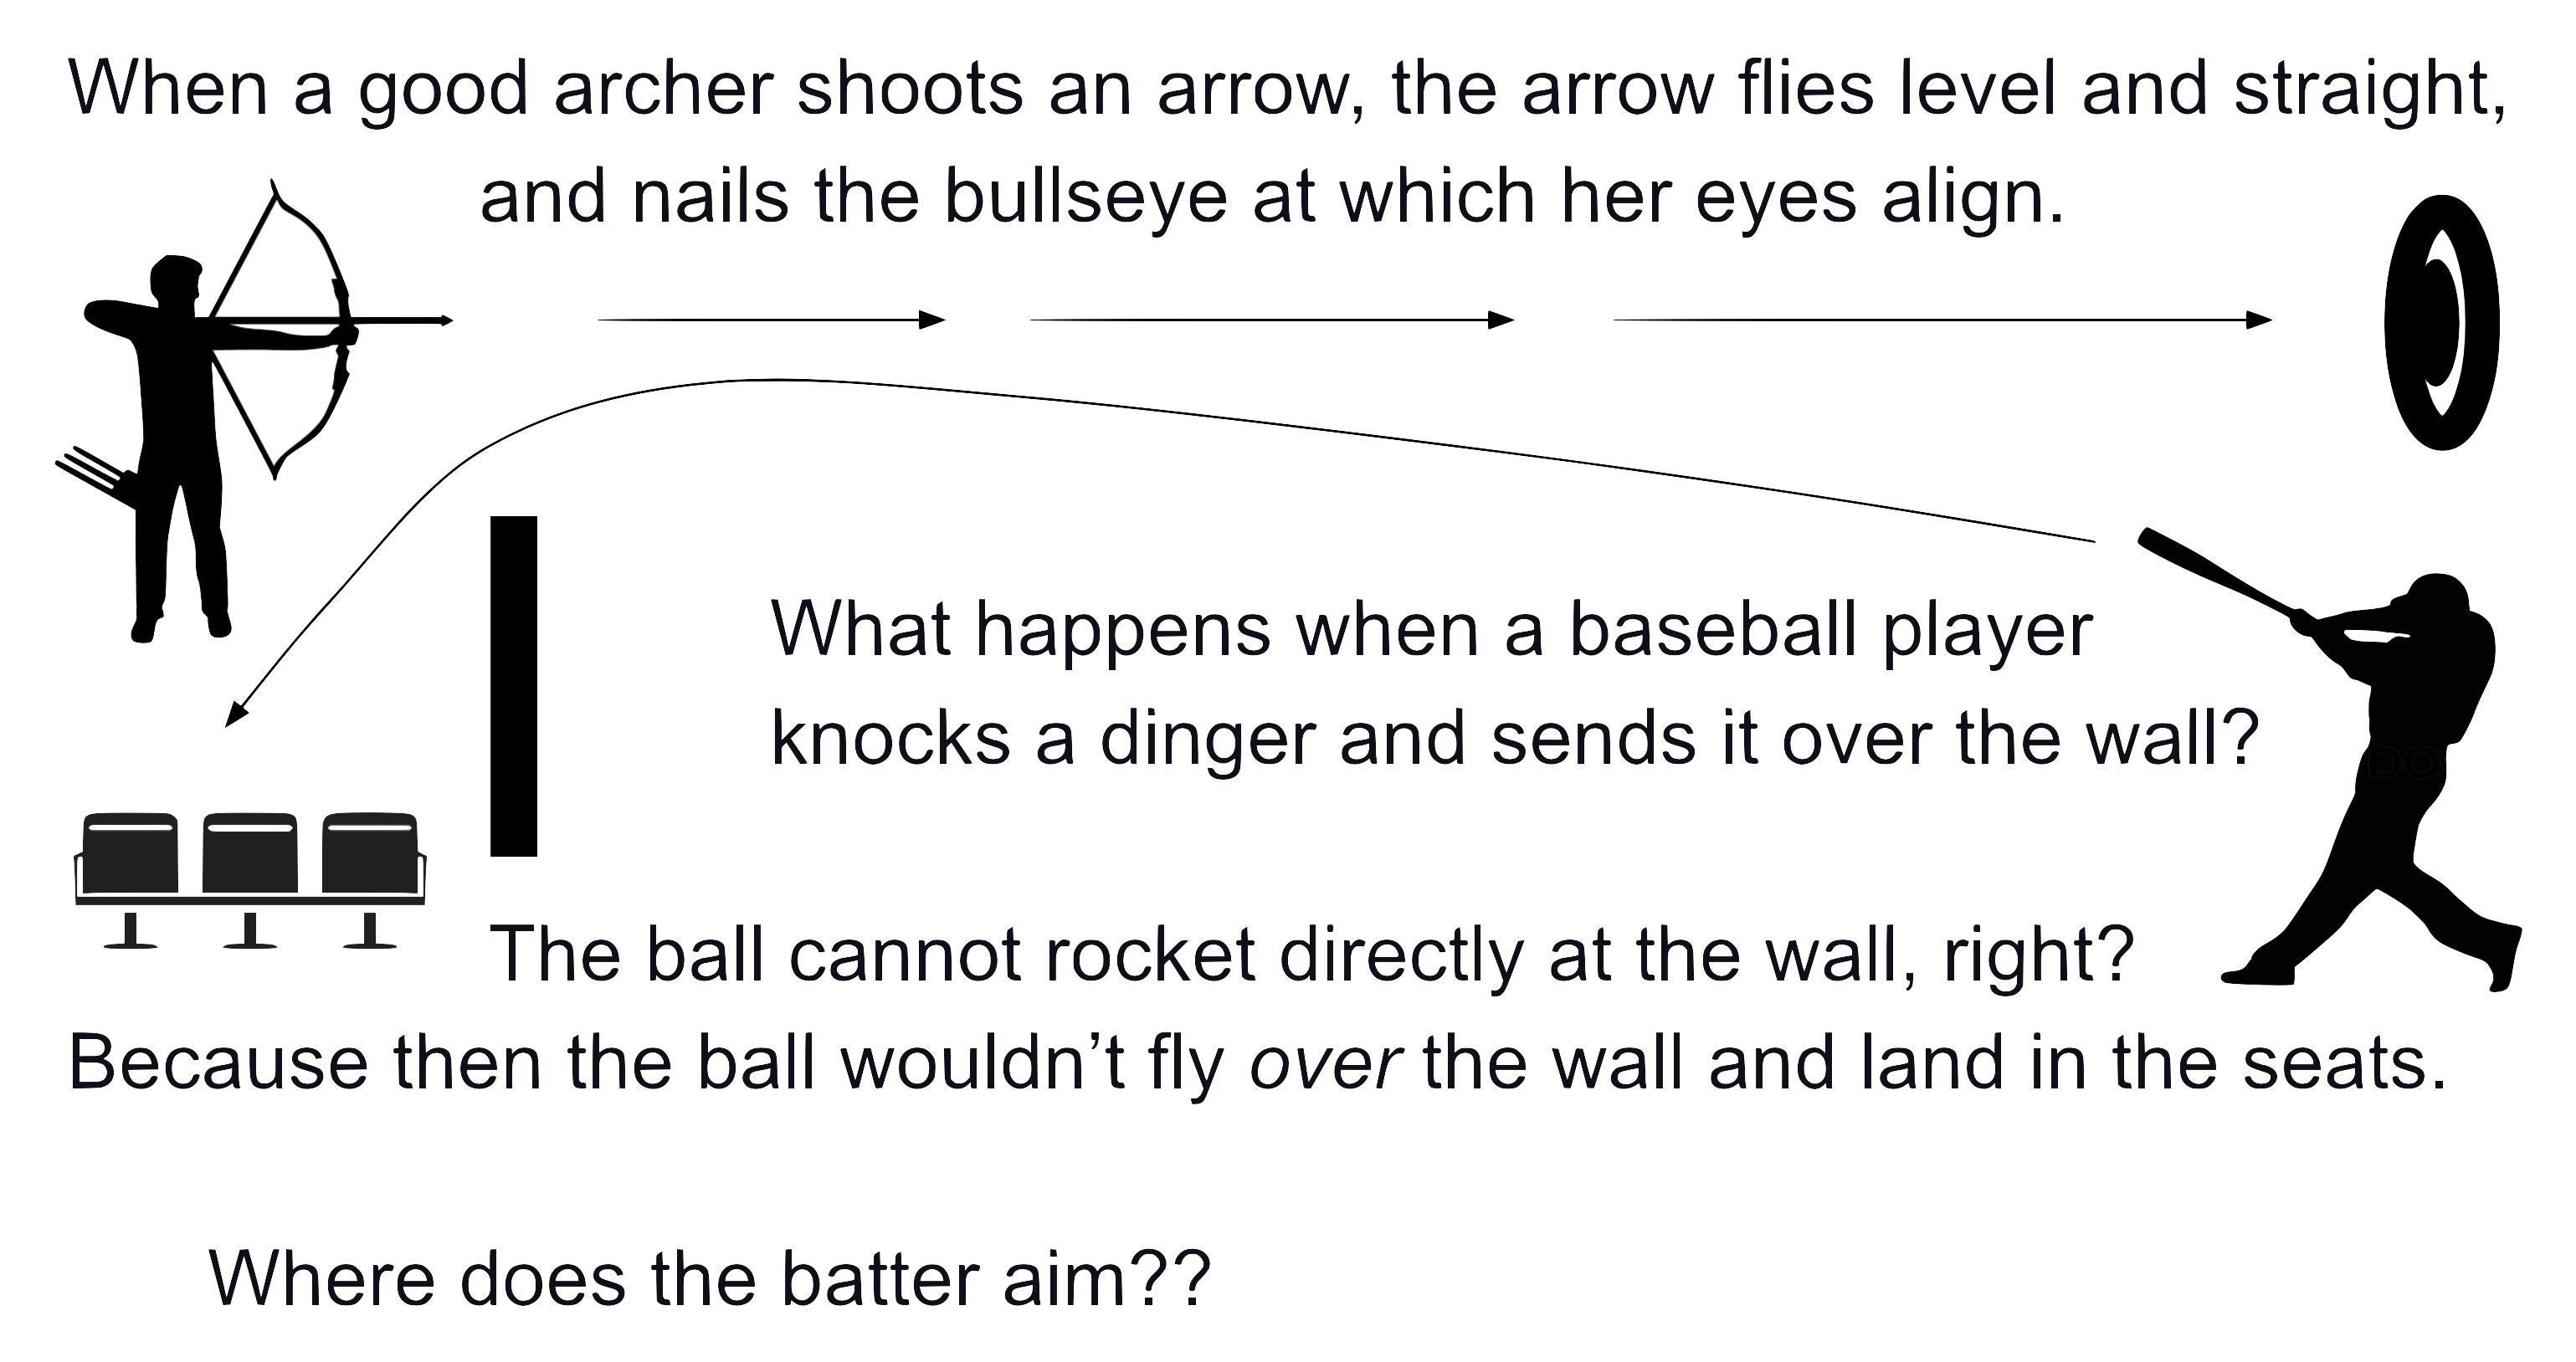 When a good archer shoots an arrow, the arrow flies level and straight,
and nails the bullseye at which her eyes align.
What happens when a baseball player
knocks a dinger and sends it over the wall?
The ball cannot rocket directly at the wall, right?
Because then the ball wouldn’t fly over the wall and land in the seats.
Where does the batter aim??